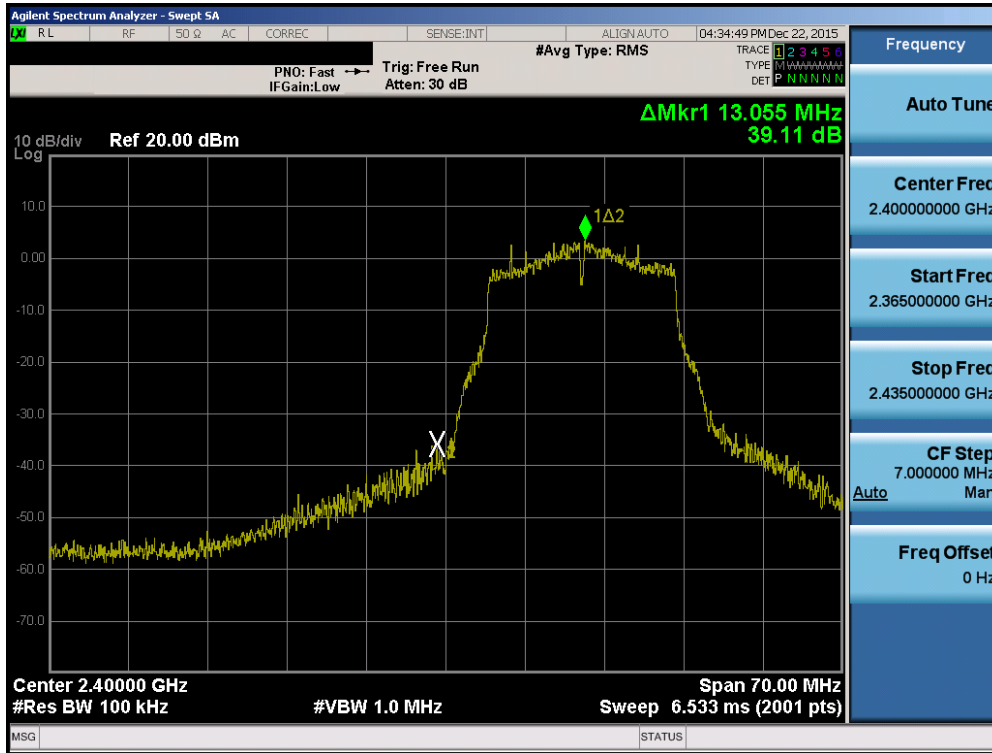 Agilent Spectrum Analyzer - Swept SA
LXI RL RF 50 Ω AC CORREC SENSE:INT ALIGN AUTO 04:34:49 PM Dec 22, 2015
#Avg Type: RMS TRACE 1 2 3 4 5 6
PNO: Fast Trig: Free Run TYPE M WWWWW
IFGain:Low Atten: 30 dB DET P N N N N N
ΔMkr1 13.055 MHz
39.11 dB
10 dB/div Ref 20.00 dBm
Log
1Δ2
10.0
0.00
-10.0
-20.0
-30.0
X
-40.0
-50.0
-60.0
-70.0
Center 2.40000 GHz Span 70.00 MHz
#Res BW 100 kHz #VBW 1.0 MHz Sweep 6.533 ms (2001 pts)
MSG STATUS
Frequency
Auto Tune
Center Freq
2.400000000 GHz
Start Freq
2.365000000 GHz
Stop Freq
2.435000000 GHz
CF Step
7.000000 MHz
Auto Man
Freq Offset
0 Hz